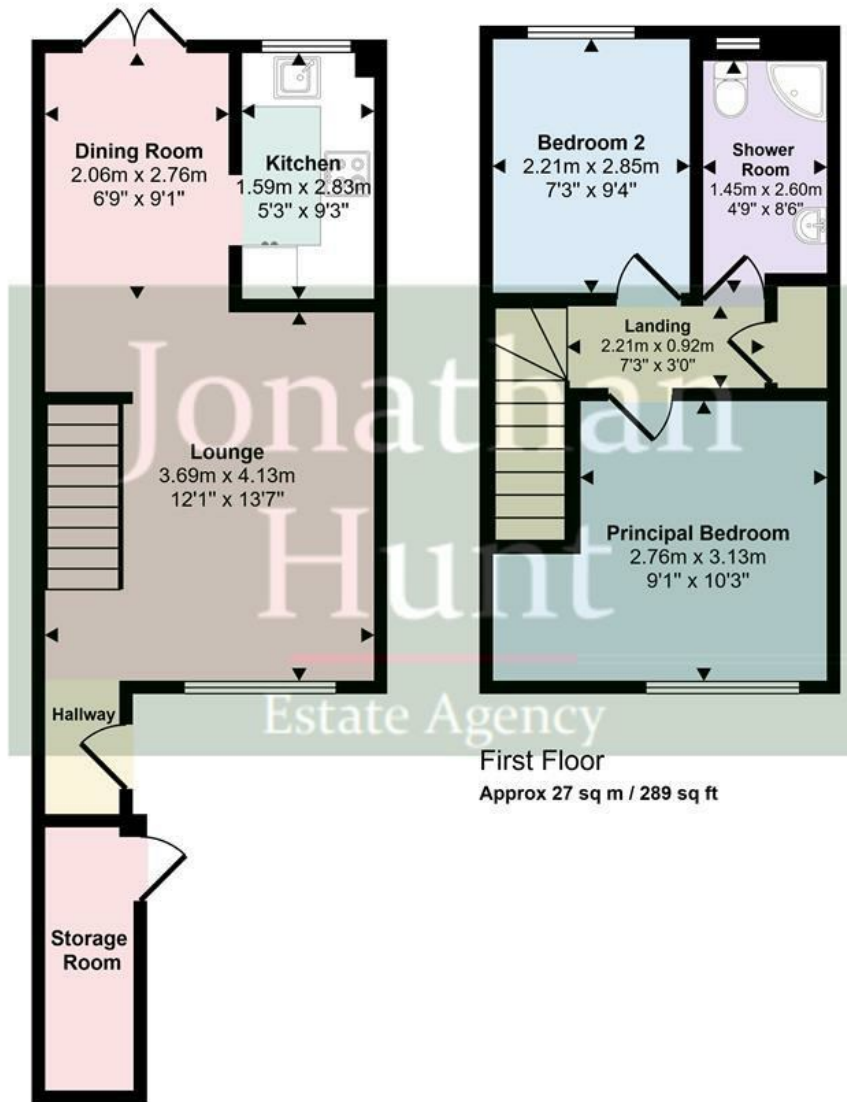 Dining Room
2.06m x 2.76m
6'9" x 9'1"
Kitchen
1.59m x 2.83m
5'3" x 9'3"
Lounge
3.69m x 4.13m
12'1" x 13'7"
Hallway
Storage
Room
Bedroom 2
2.21m x 2.85m
7'3" x 9'4"
Shower
Room
1.45m x 2.60m
4'9" x 8'6"
Landing
2.21m x 0.92m
7'3" x 3'0"
Principal Bedroom
2.76m x 3.13m
9'1" x 10'3"
First Floor
Approx 27 sq m / 289 sq ft
Jonathan
Hunt
Estate Agency